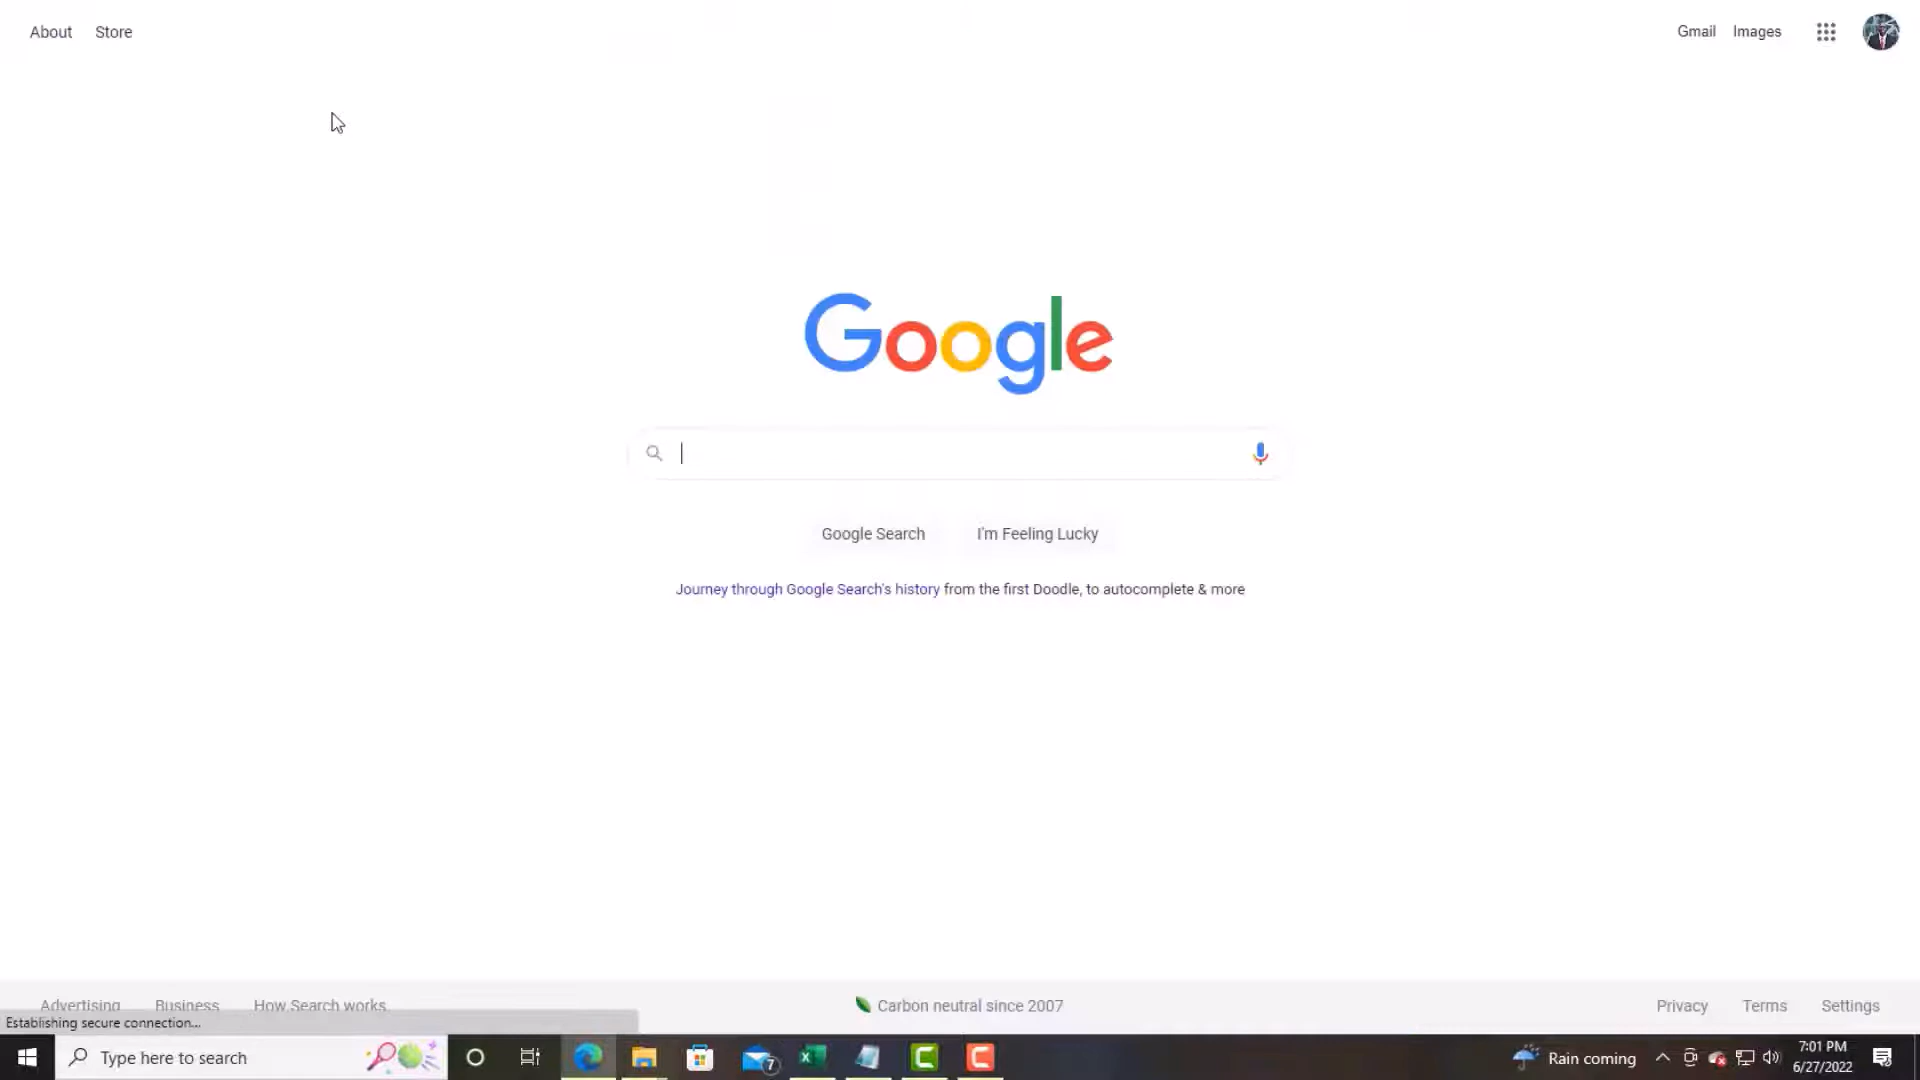 About Store
Gmail Images
Google
Google Search I'm Feeling Lucky
Journey through Google Search's history from the first Doodle, to autocomplete & more
Advertising Business How Search works
Carbon neutral since 2007
Privacy Terms Settings
Establishing secure connection...
Type here to search
7
Rain coming
7:01 PM
6/27/2022